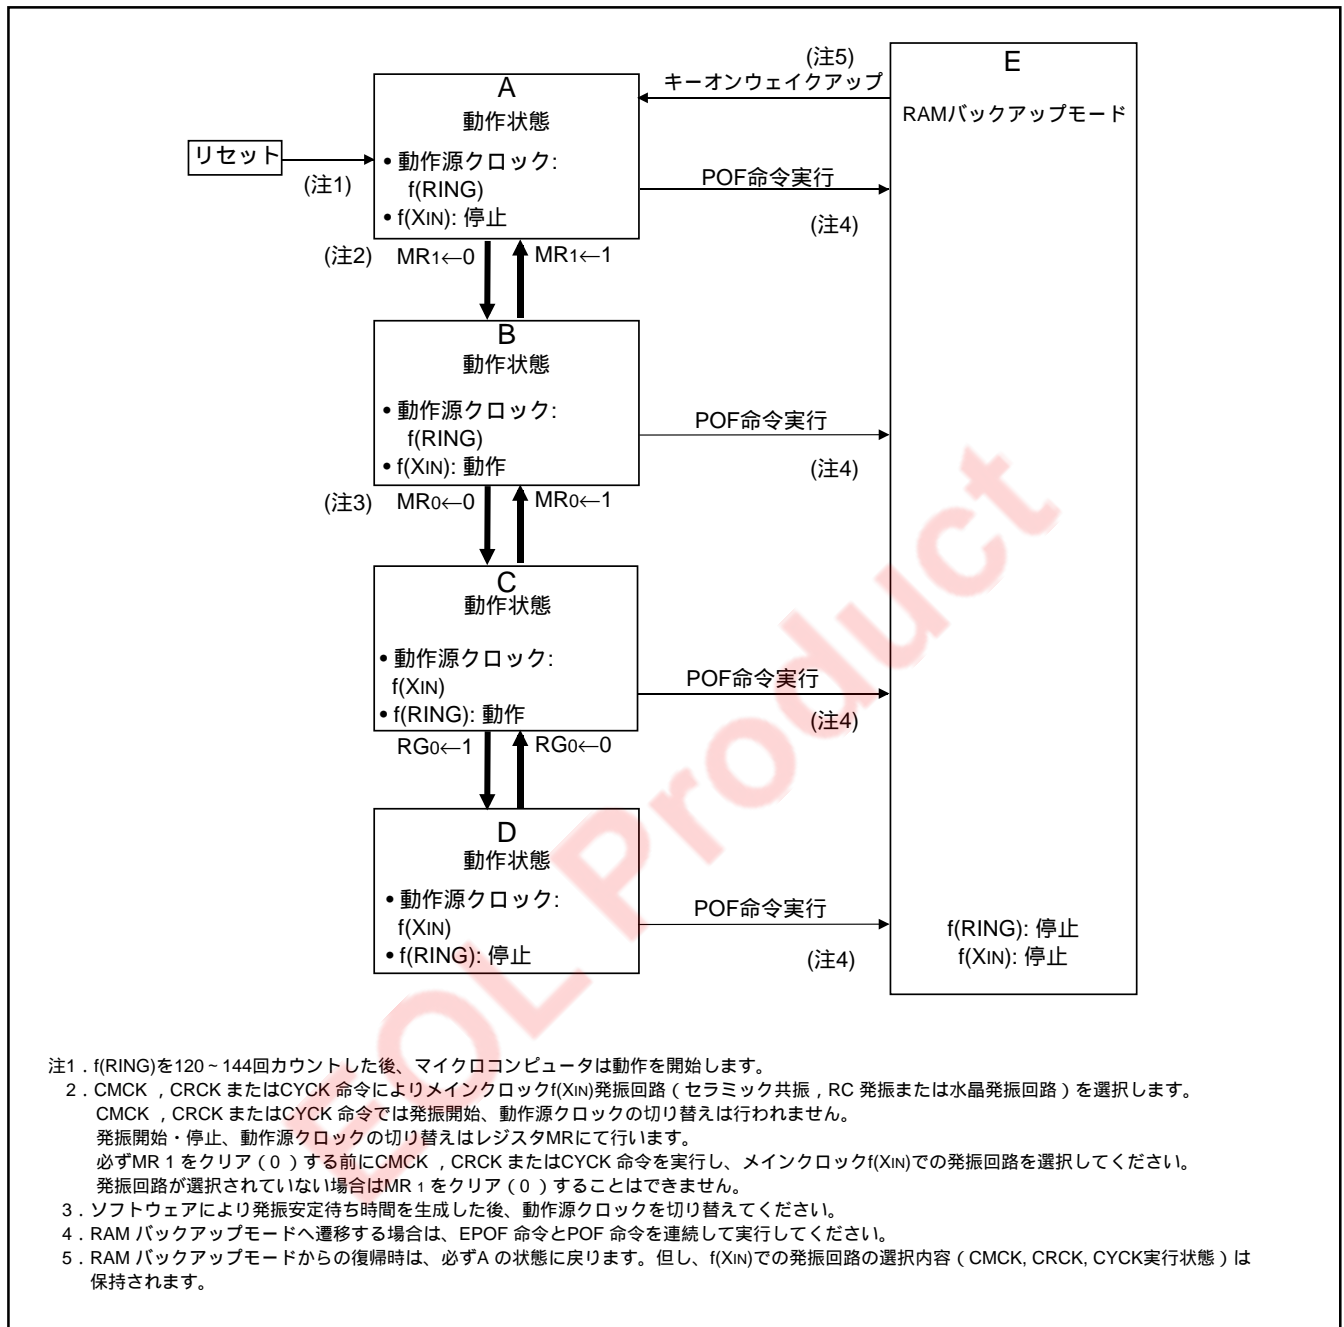 (注5)
キーオンウェイクアップ
E
RAMバックアップモード
A
動作状態
• 動作源クロック:
f(RING)
• f(XIN): 停止
リセット
(注1)
POF命令実行
(注4)
(注2) MR1←0
MR1←1
B
動作状態
• 動作源クロック:
f(RING)
• f(XIN): 動作
POF命令実行
(注4)
(注3) MR0←0
MR0←1
C
動作状態
• 動作源クロック:
f(XIN)
• f(RING): 動作
POF命令実行
(注4)
RG0←1
RG0←0
D
動作状態
• 動作源クロック:
f(XIN)
• f(RING): 停止
POF命令実行
(注4)
f(RING): 停止
f(XIN): 停止
注1．f(RING)を120～144回カウントした後、マイクロコンピュータは動作を開始します。
2．CMCK ，CRCK またはCYCK 命令によりメインクロックf(XIN)発振回路（セラミック共振，RC 発振または水晶発振回路）を選択します。
CMCK ，CRCK またはCYCK 命令では発振開始、動作源クロックの切り替えは行われません。
発振開始・停止、動作源クロックの切り替えはレジスタMRにて行います。
必ずMR 1 をクリア（0 ）する前にCMCK ，CRCK またはCYCK 命令を実行し、メインクロックf(XIN)での発振回路を選択してください。
発振回路が選択されていない場合はMR 1 をクリア（0 ）することはできません。
3．ソフトウェアにより発振安定待ち時間を生成した後、動作源クロックを切り替えてください。
4．RAM バックアップモードへ遷移する場合は、EPOF 命令とPOF 命令を連続して実行してください。
5．RAM バックアップモードからの復帰時は、必ずA の状態に戻ります。但し、f(XIN)での発振回路の選択内容（CMCK, CRCK, CYCK実行状態）は
保持されます。
EOL Product